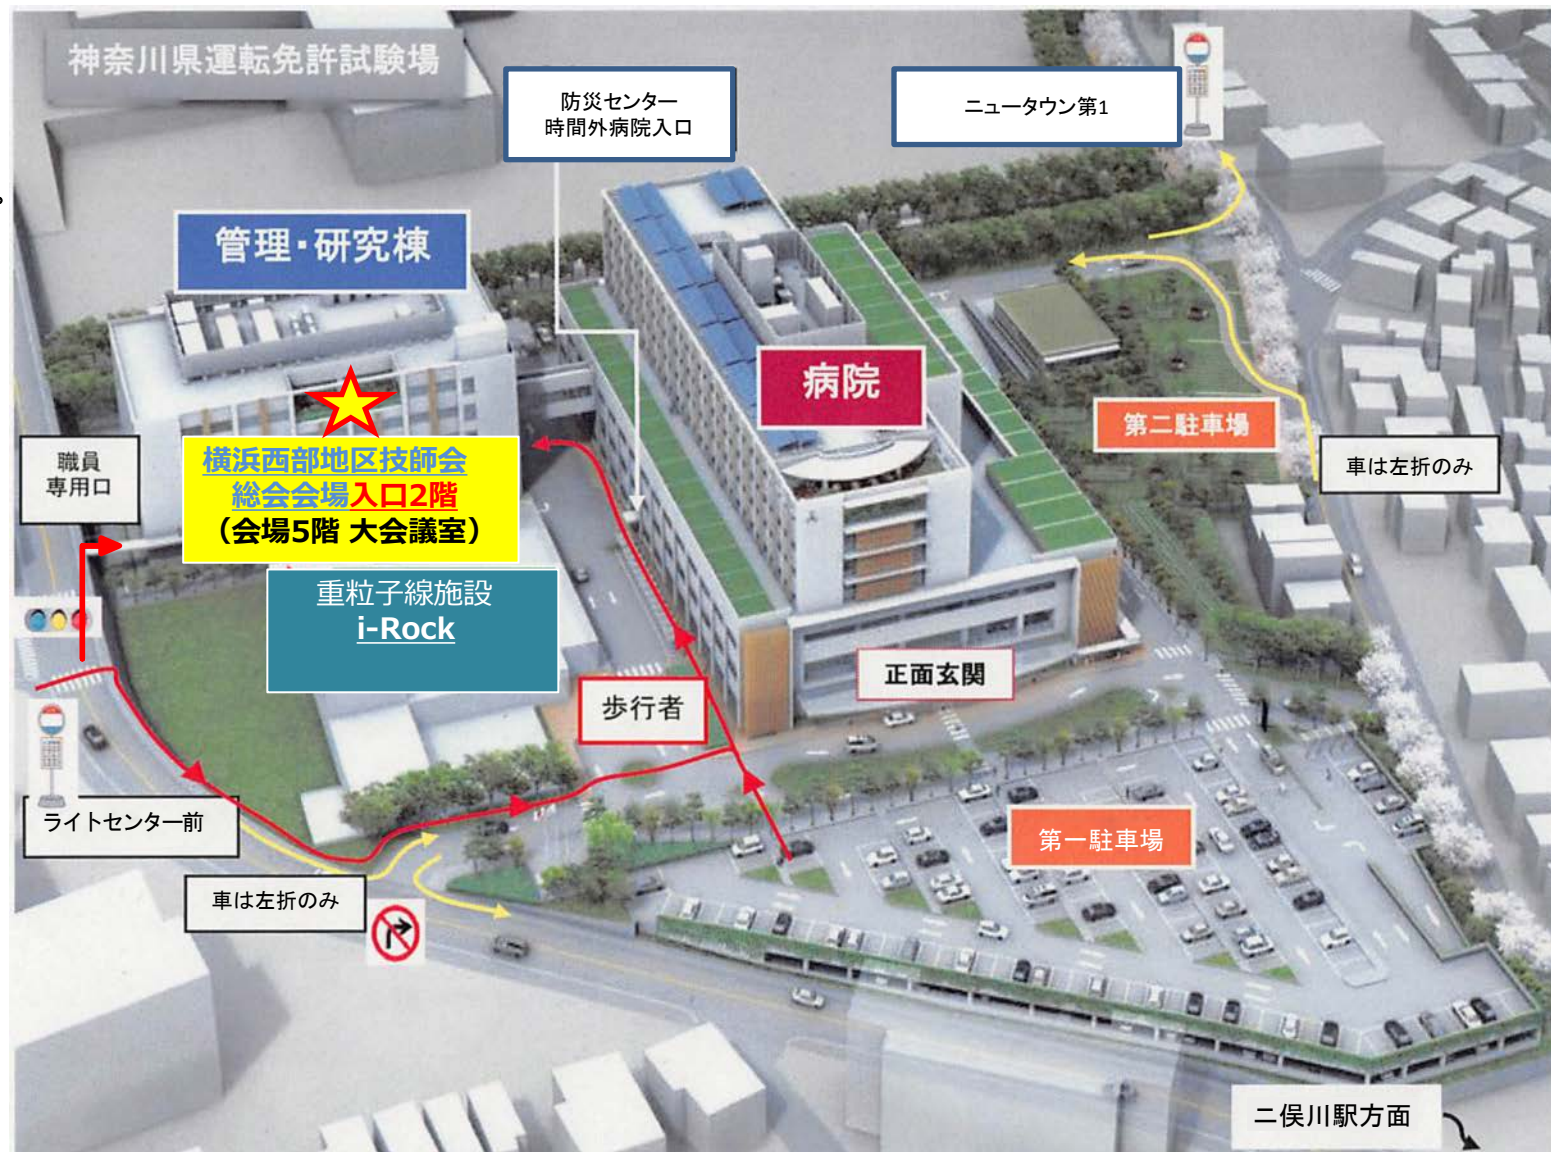 神奈川県運転免許試験場
防災センター
時間外病院入口
ニュータウン第1
管理・研究棟
病院
第二駐車場
車は左折のみ
職員
専用口
横浜西部地区技師会
総会会場入口2階
（会場5階 大会議室）
重粒子線施設
i-Rock
正面玄関
歩行者
ライトセンター前
第一駐車場
車は左折のみ
二俣川駅方面